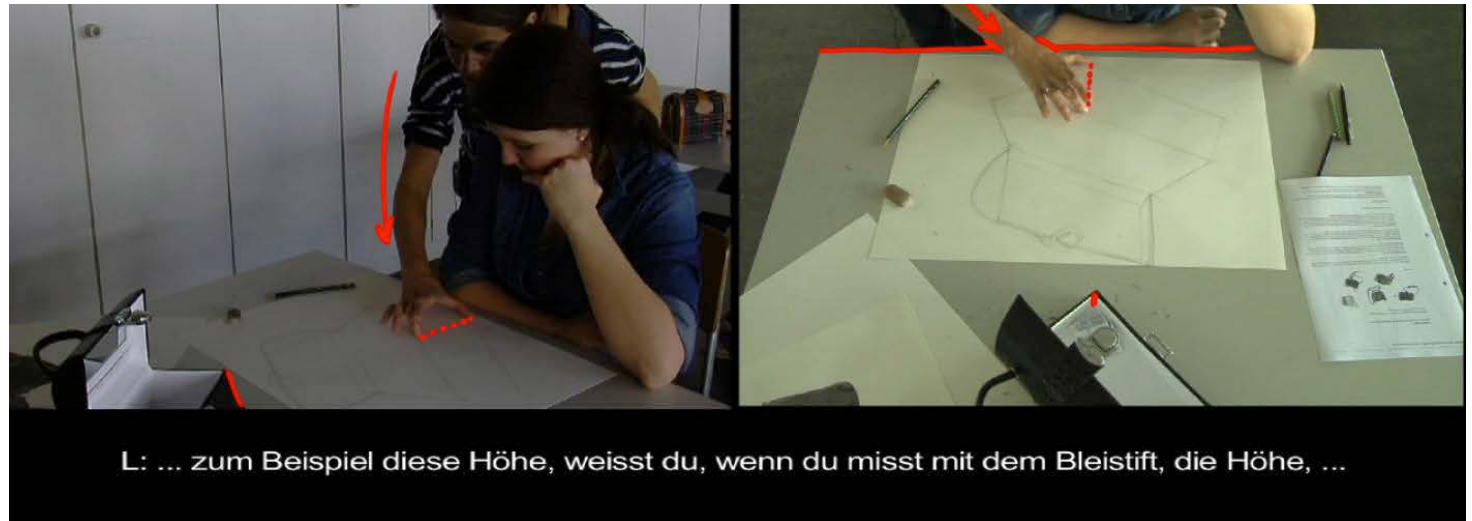 L: ... zum Beispiel diese Höhe, weisst du, wenn du misst mit dem Bleistift, die Höhe, ...